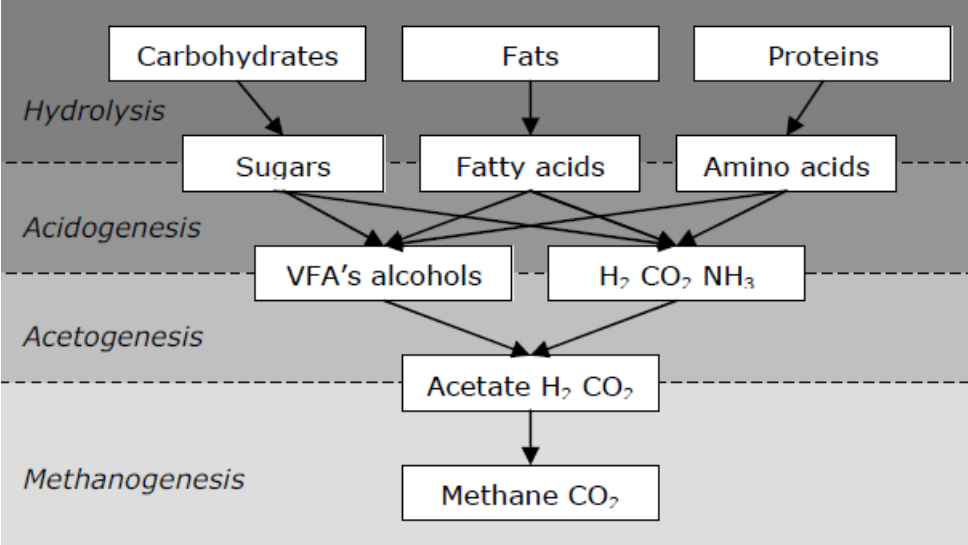 Carbohydrates
Fats
Proteins
Hydrolysis
Sugars
Fatty acids
Amino acids
Acidogenesis
VFA's alcohols
H₂ CO₂ NH₃
Acetogenesis
Acetate H₂ CO₂
Methanogenesis
Methane CO₂